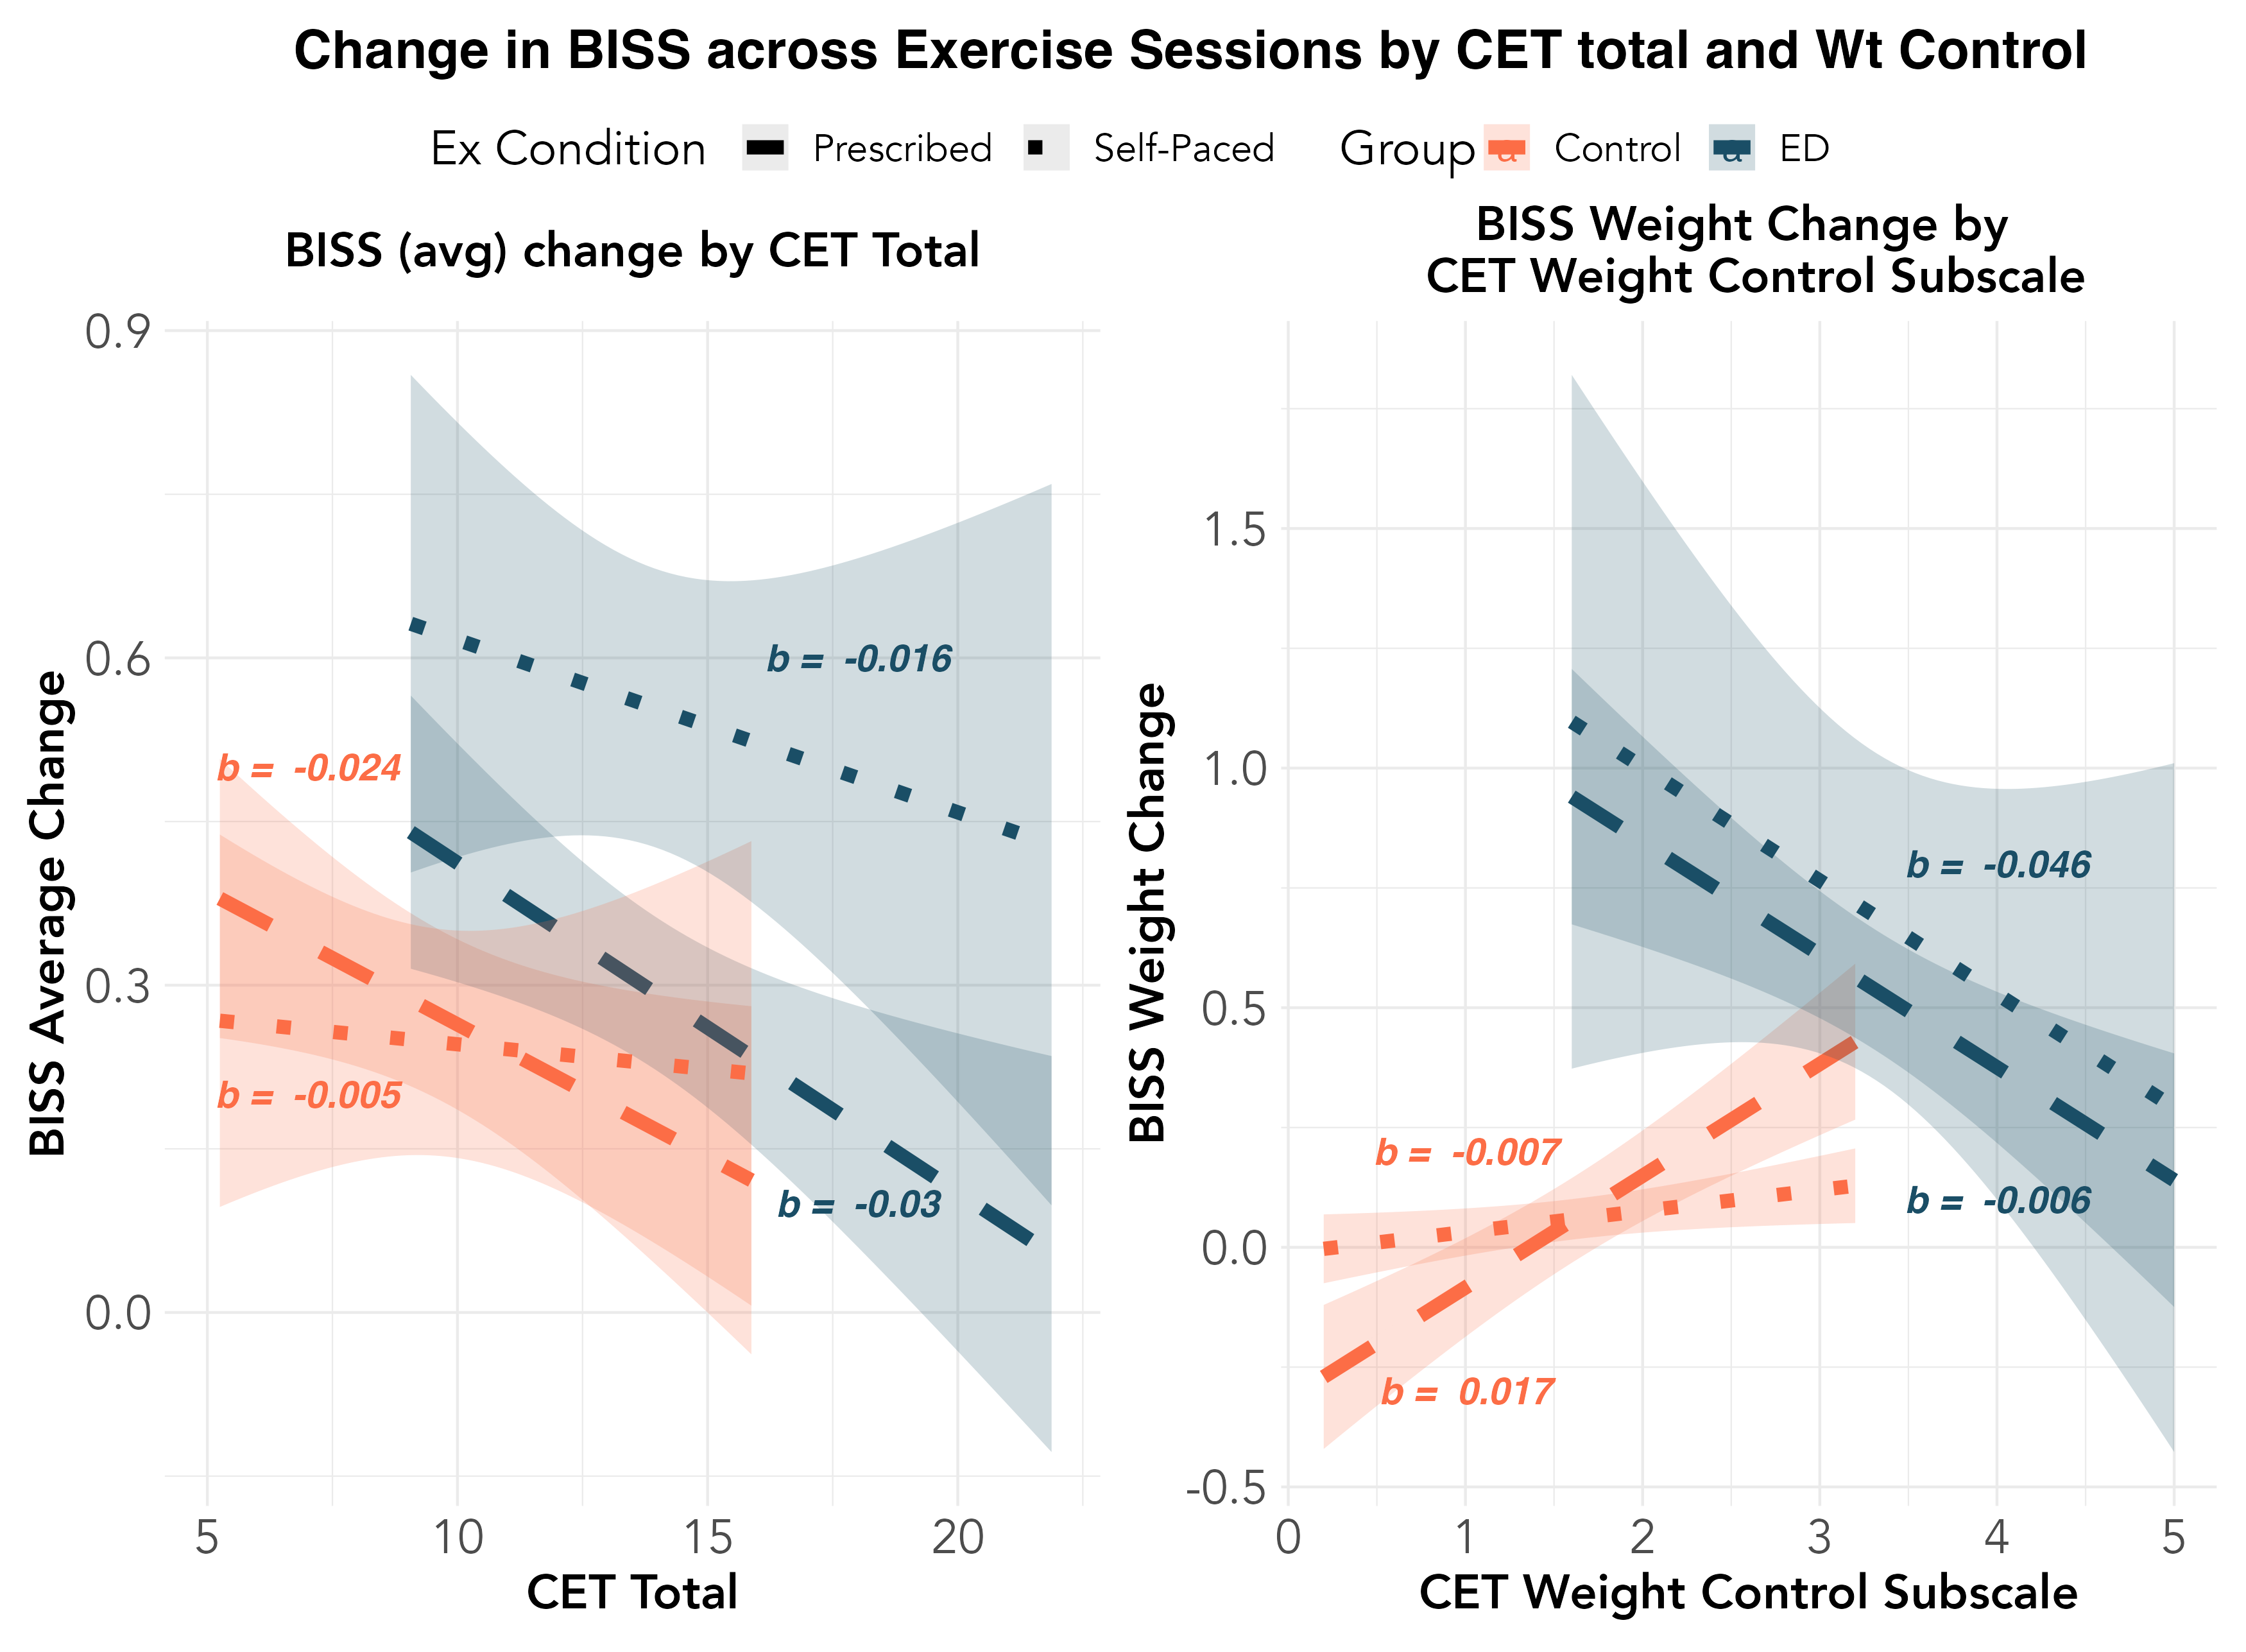 Change in BISS across Exercise Sessions by CET total and Wt Control
Ex Condition Prescribed Self-Paced Group a Control a ED
BISS (avg) change by CET Total
BISS Average Change
0.9
0.6
0.3
0.0
b = -0.016
b = -0.024
b = -0.005
b = -0.03
5 10 15 20
CET Total
BISS Weight Change by
CET Weight Control Subscale
BISS Weight Change
1.5
1.0
0.5
0.0
-0.5
b = -0.046
b = -0.007
b = -0.006
b = 0.017
0 1 2 3 4 5
CET Weight Control Subscale